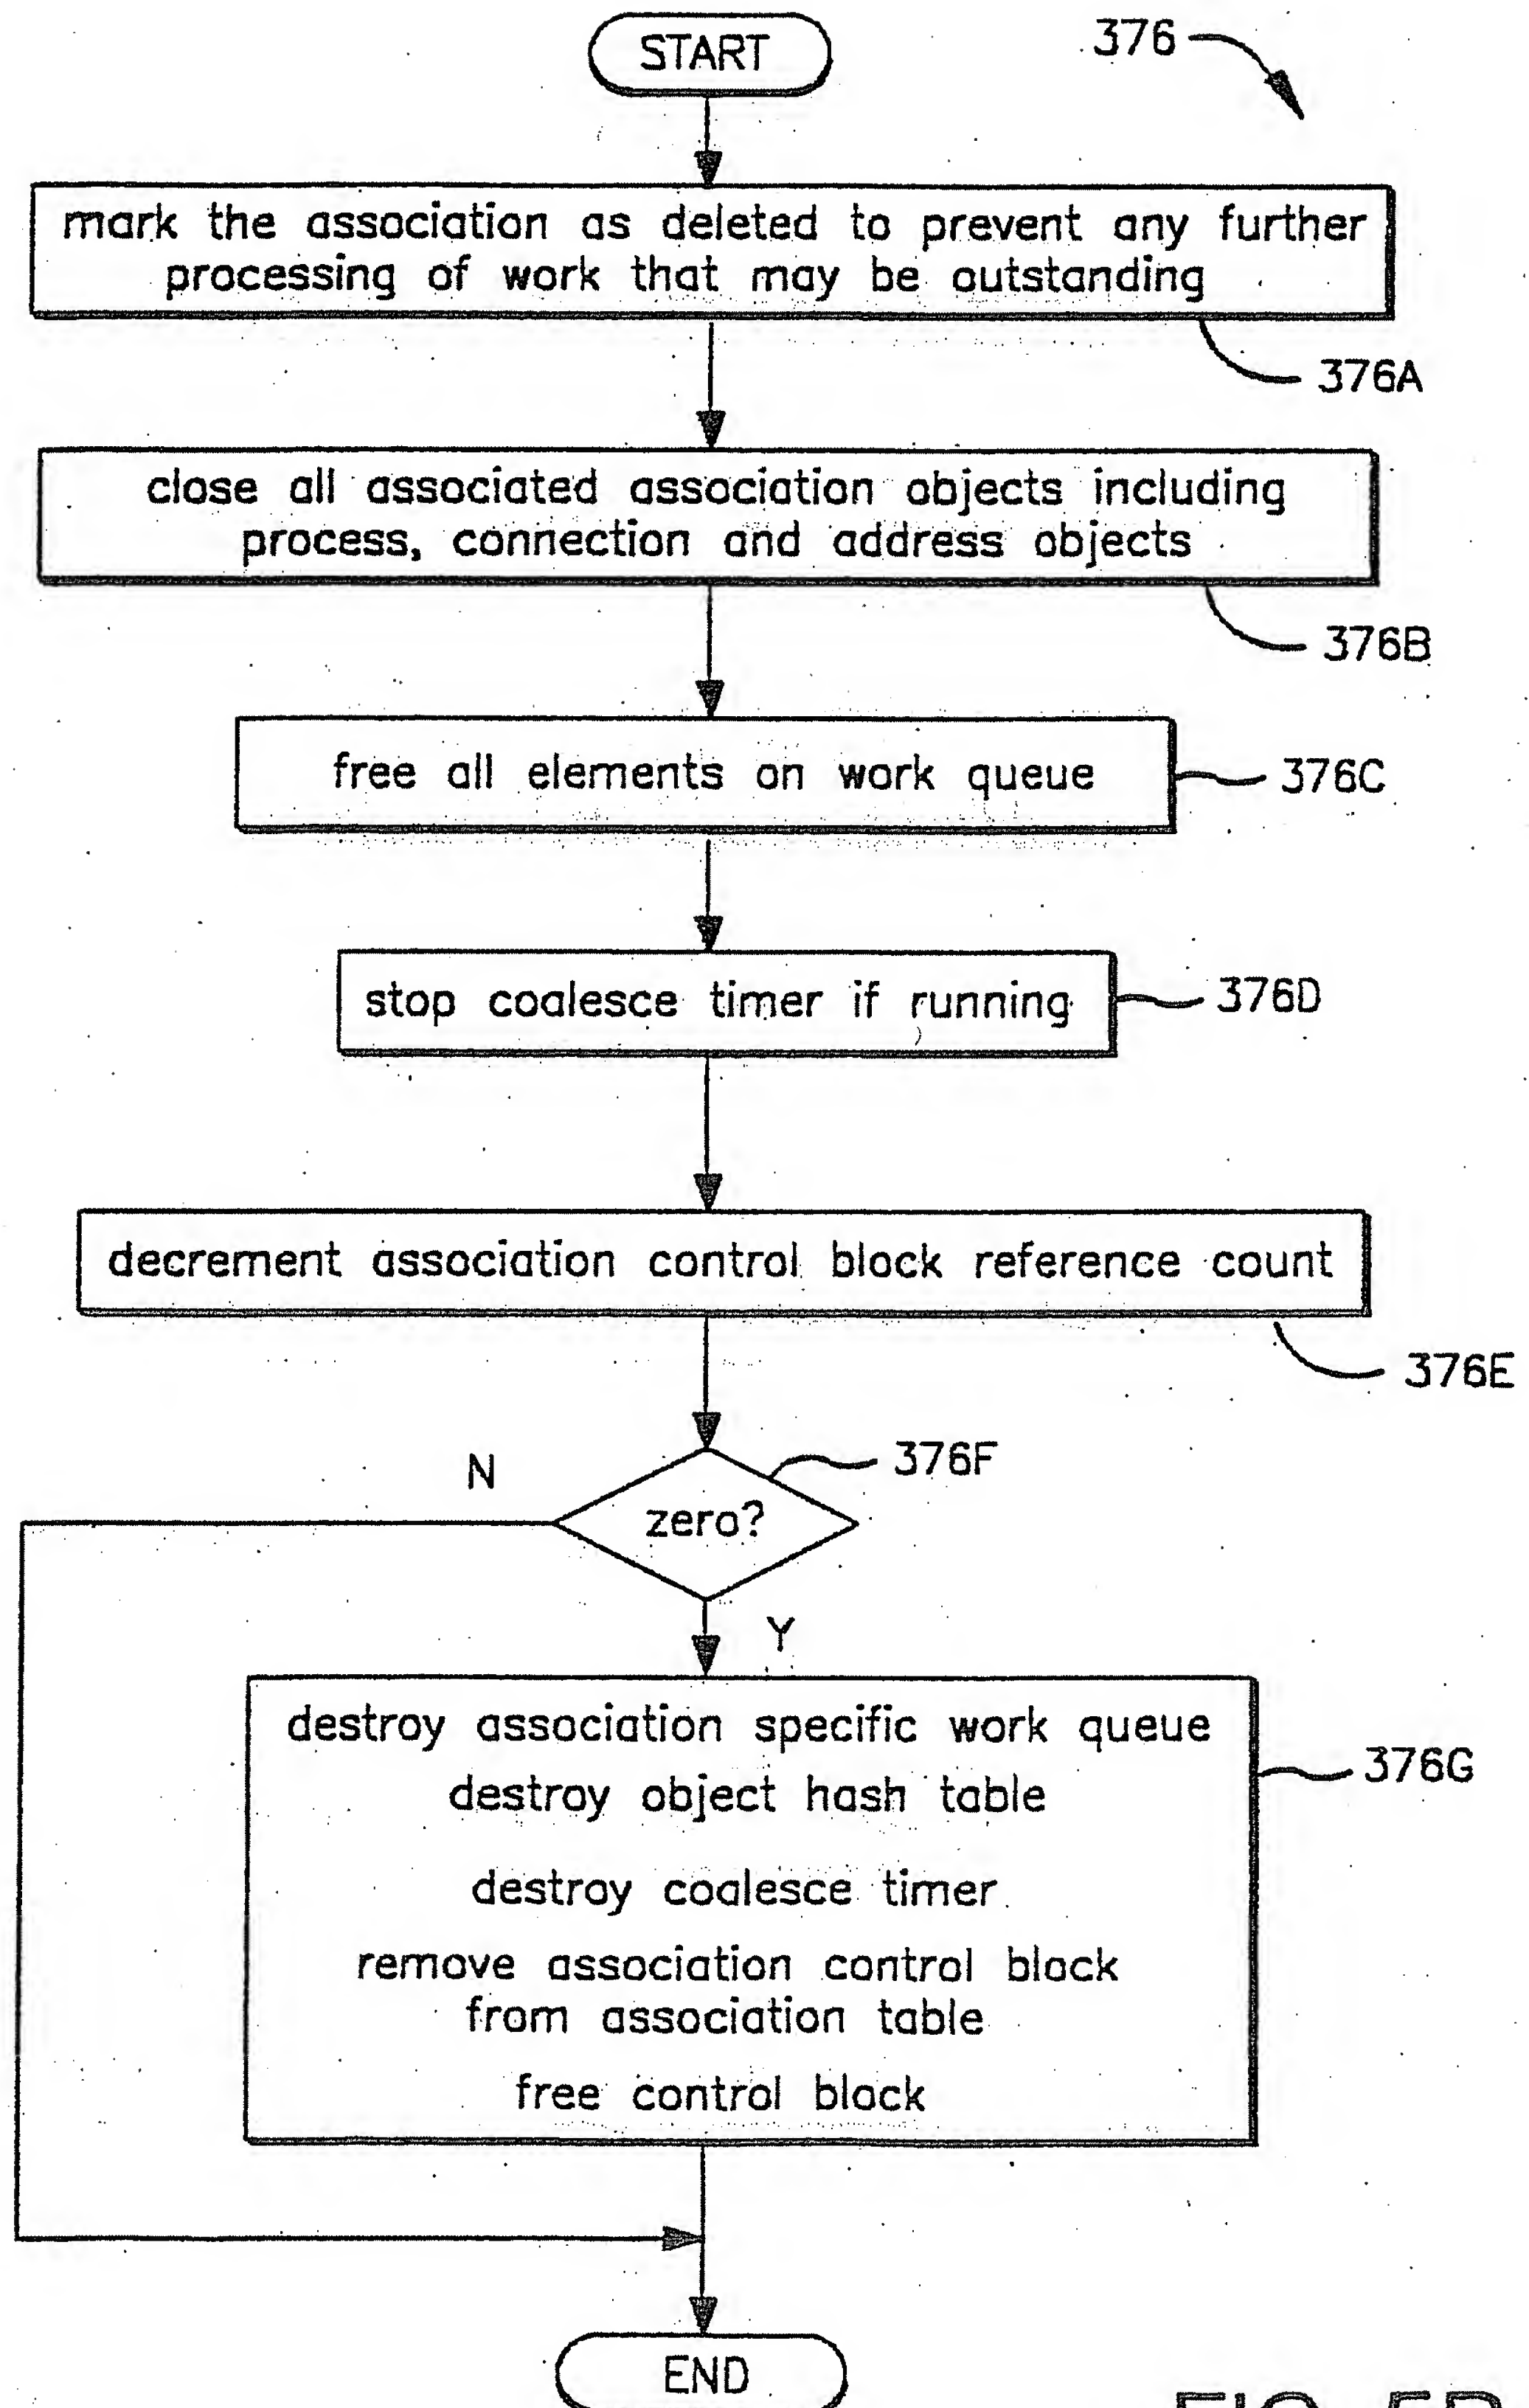 START
376
mark the association as deleted to prevent any further
processing of work that may be outstanding
376A
close all associated association objects including
process, connection and address objects
376B
free all elements on work queue
376C
stop coalesce timer if running
376D
decrement association control block reference count
376E
376F
N
zero?
Y
destroy association specific work queue
376G
destroy object hash table
destroy coalesce timer
remove association control block
from association table
free control block
END